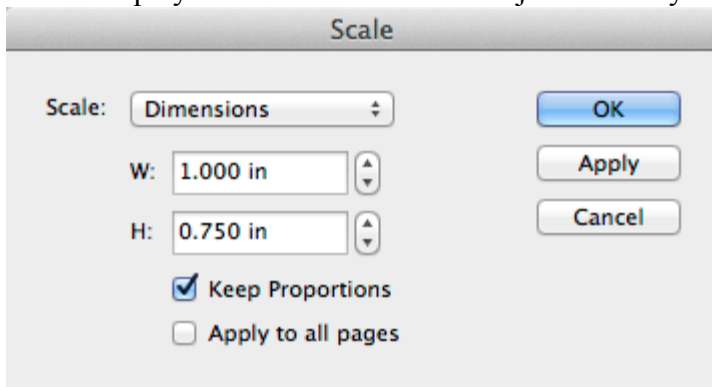 Scale
Scale: Dimensions
OK
W: 1.000 in
Apply
H: 0.750 in
Cancel
Keep Proportions
Apply to all pages